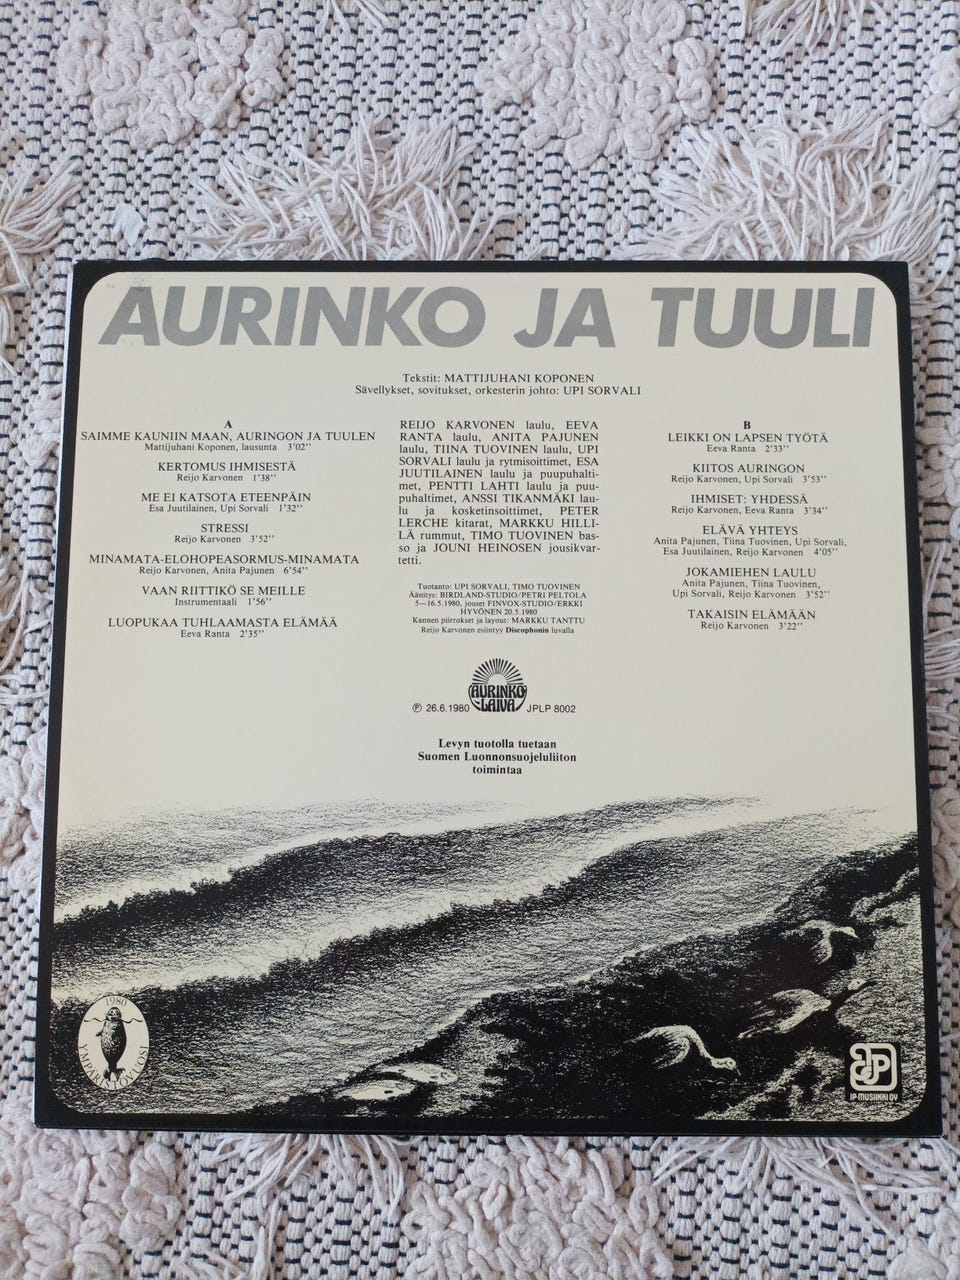 AURINKO JA TUULI
Tekstit: MATTIJUHANI KOPONEN
Sävellykset, sovitukset, orkesterin johto: UPI SORVALI
A
SAIMME KAUNIIN MAAN, AURINGON JA TUULEN
Mattijuhani Koponen, lausunta 3'02''
KERTOMUS IHMISESTÄ
Reijo Karvonen 1'38''
ME EI KATSOTA ETEENPÄIN
Esa Juutilainen, Upi Sorvali 1'32''
STRESSI
Reijo Karvonen 3'52''
MINAMATA-ELOHOPEASORMUS-MINAMATA
Reijo Karvonen, Anita Pajunen 6'54''
VAAN RIITTIKÖ SE MEILLE
Instrumentaali 1'56''
LUOPUKAA TUHLAAMASTA ELÄMÄÄ
Eeva Ranta 2'35''
REIJO KARVONEN laulu, EEVA
RANTA laulu, ANITA PAJUNEN
laulu, TIINA TUOVINEN laulu, UPI
SORVALI laulu ja rytmisoittimet, ESA
JUUTILAINEN laulu ja puupuhalti-
met, PENTTI LAHTI laulu ja puu-
puhaltimet, ANSSI TIKANMÄKI lau-
lu ja kosketinsoittimet, PETER
LERCHE kitarat, MARKKU HILLI-
LÄ rummut, TIMO TUOVINEN bas-
so ja JOUNI HEINOSEN jousikvar-
tetti.
Tuotanto: UPI SORVALI, TIMO TUOVINEN
Äänitys: BIRDLAND-STUDIO/PETRI PELTOLA
5—16.5.1980, jouset FINVOX-STUDIO/ERKKI
HYVÖNEN 20.5.1980
Kannen piirrokset ja layout: MARKKU TANTTU
Reijo Karvonen esiintyy Discophonin luvalla
B
LEIKKI ON LAPSEN TYÖTÄ
Eeva Ranta 2'33''
KIITOS AURINGON
Reijo Karvonen, Upi Sorvali 3'53''
IHMISET: YHDESSÄ
Reijo Karvonen, Eeva Ranta 3'34''
ELÄVÄ YHTEYS
Anita Pajunen, Tiina Tuovinen, Upi Sorvali,
Esa Juutilainen, Reijo Karvonen 4'05''
JOKAMIEHEN LAULU
Anita Pajunen, Tiina Tuovinen,
Upi Sorvali, Reijo Karvonen 3'52''
TAKAISIN ELÄMÄÄN
Reijo Karvonen 3'22''
AURINKO
LAIVA
℗ 26.6.1980 JPLP 8002
Levyn tuotolla tuetaan
Suomen Luonnonsuojeluliiton
toimintaa
1980
YMPÄRISTÖVUOSI
JP
JP-MUSIIKKI OY